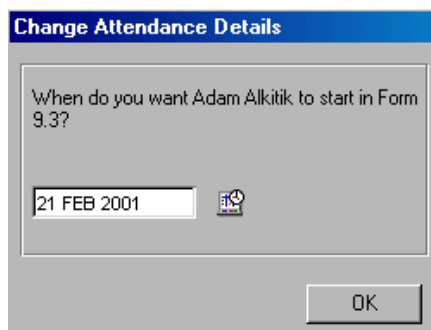 Change Attendance Details
When do you want Adam Alkitik to start in Form
9.3?
21 FEB 2001
OK